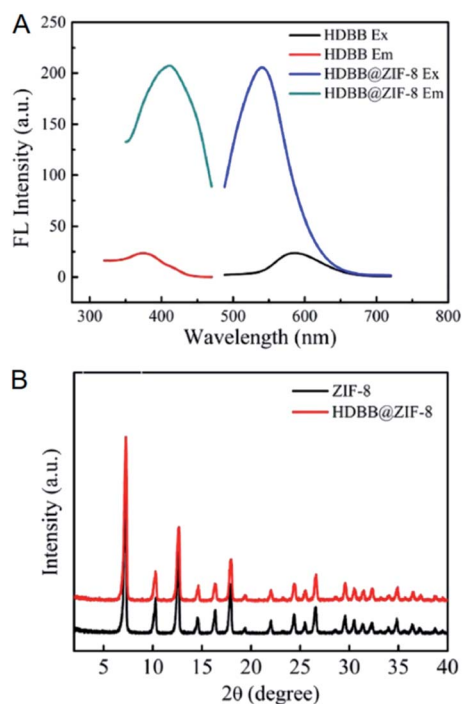 A
HDBB Ex
HDBB Em
HDBB@ZIF-8 Ex
HDBB@ZIF-8 Em
250
200
150
100
50
0
FL Intensity (a.u.)
300 400 500 600 700 800
Wavelength (nm)
B
ZIF-8
HDBB@ZIF-8
Intensity (a.u.)
5 10 15 20 25 30 35 40
2θ (degree)